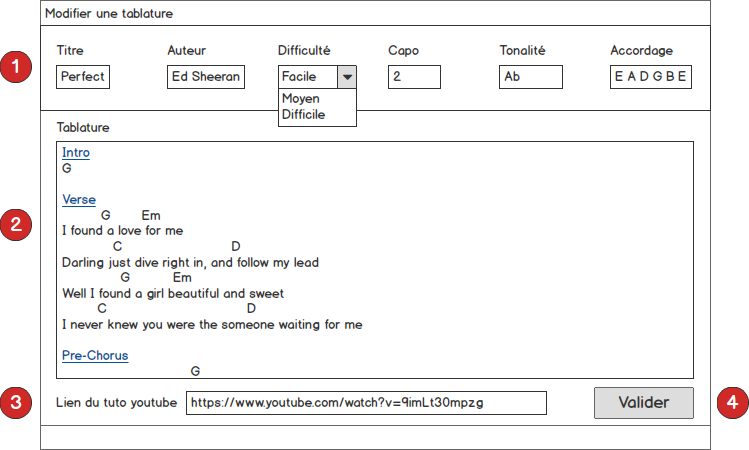 Modifier une tablature
Titre Auteur Difficulté Capo Tonalité Accordage
1
Perfect Ed Sheeran Facile 2 Ab E A D G B E
Moyen
Difficile
Tablature
Intro
G
Verse
G Em
2
I found a love for me
C D
Darling just dive right in, and follow my lead
G Em
Well I found a girl beautiful and sweet
C D
I never knew you were the someone waiting for me
Pre-Chorus
G
3 Lien du tuto youtube https://www.youtube.com/watch?v=9imLt30mpzg Valider 4